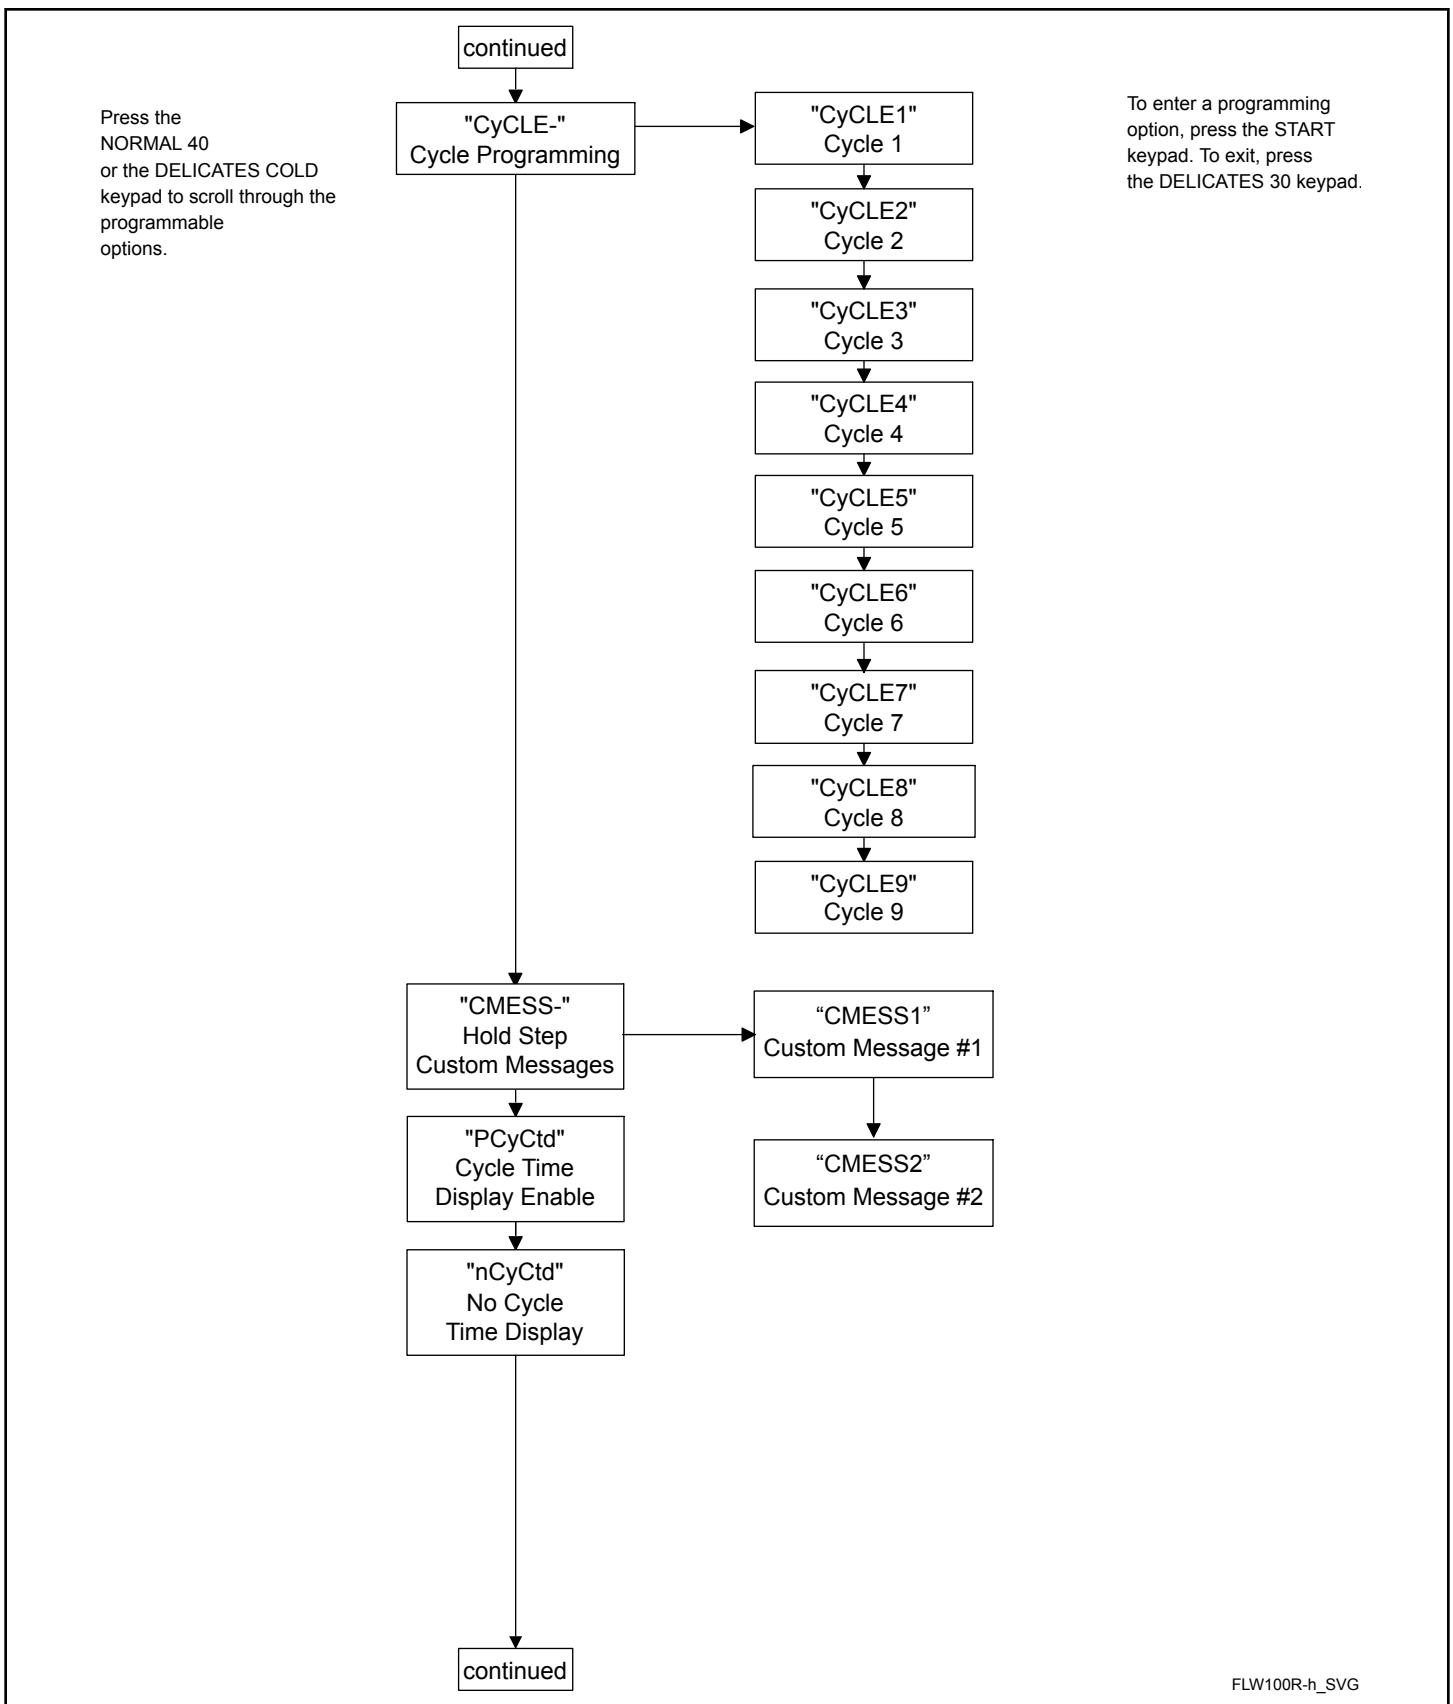 continued
Press the
NORMAL 40
or the DELICATES COLD
keypad to scroll through the
programmable
options.
"CyCLE-"
Cycle Programming
"CyCLE1"
Cycle 1
To enter a programming
option, press the START
keypad. To exit, press
the DELICATES 30 keypad.
"CyCLE2"
Cycle 2
"CyCLE3"
Cycle 3
"CyCLE4"
Cycle 4
"CyCLE5"
Cycle 5
"CyCLE6"
Cycle 6
"CyCLE7"
Cycle 7
"CyCLE8"
Cycle 8
"CyCLE9"
Cycle 9
"CMESS-"
Hold Step
Custom Messages
“CMESS1”
Custom Message #1
"PCyCtd"
Cycle Time
Display Enable
“CMESS2”
Custom Message #2
"nCyCtd"
No Cycle
Time Display
continued
FLW100R-h_SVG